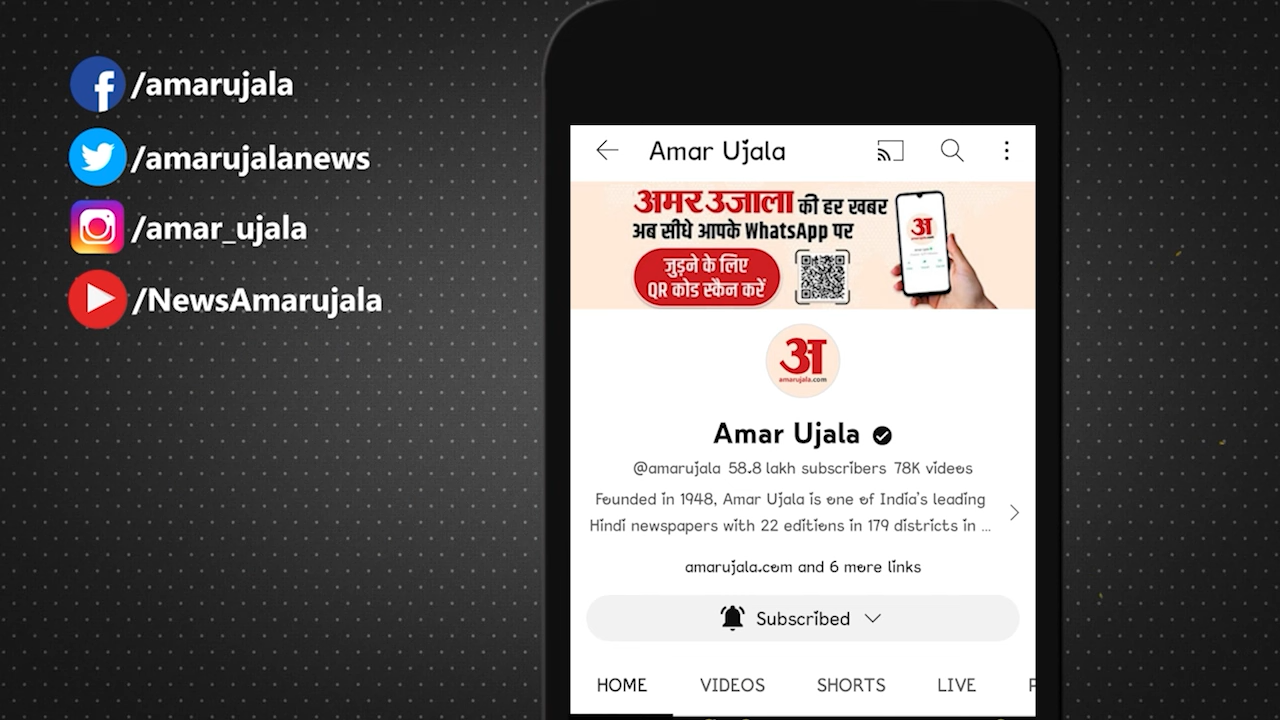 /amarujala
/amarujalanews
/amar_ujala
/NewsAmarujala
Amar Ujala
अमर उजाला की हर खबर
अब सीधे आपके WhatsApp पर
जुड़ने के लिए
QR कोड स्कैन करें
अ
अ
amarujala.com
Amar Ujala
@amarujala 58.8 lakh subscribers 78K videos
Founded in 1948, Amar Ujala is one of India's leading
Hindi newspapers with 22 editions in 179 districts in ...
amarujala.com and 6 more links
Subscribed
HOME VIDEOS SHORTS LIVE